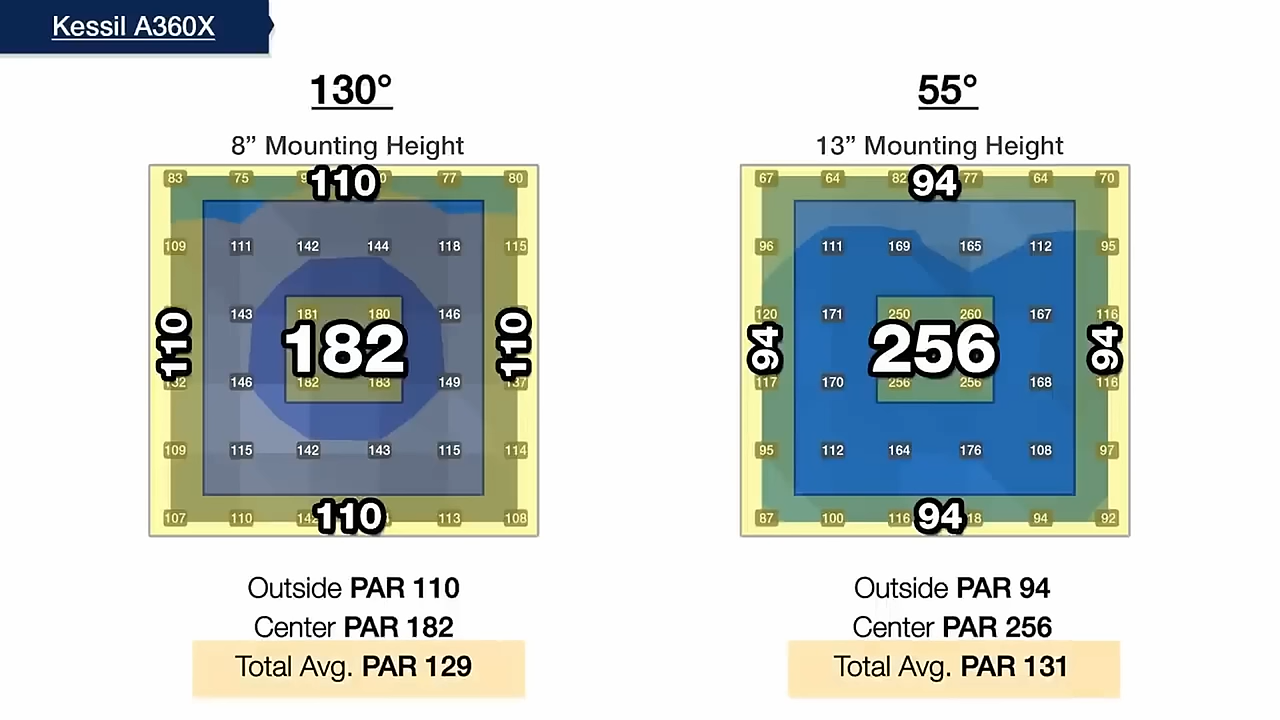 Kessil A360X
130°
8” Mounting Height
83 75 110 77 80
109 111 142 144 118 115
143 181 180 146
110 182 110
146 182 183 149
109 115 142 143 115 114
107 110 110 113 108
Outside PAR 110
Center PAR 182
Total Avg. PAR 129
55°
13” Mounting Height
67 64 82 94 77 64 70
96 111 169 165 112 95
120 171 250 260 167 116
94 256 94
117 170 256 256 168 116
95 112 164 176 108 97
87 100 116 94 94 92
Outside PAR 94
Center PAR 256
Total Avg. PAR 131